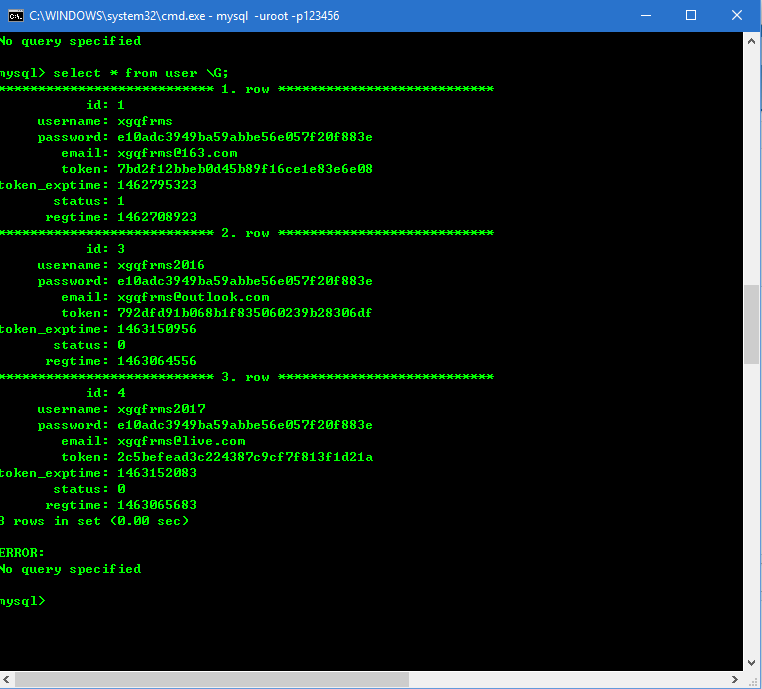 C:\WINDOWS\system32\cmd.exe - mysql  -uroot -p123456
No query specified
mysql> select * from user \G;
*************************** 1. row ***************************
id: 1
username: xgqfrms
password: e10adc3949ba59abbe56e057f20f883e
email: xgqfrms@163.com
token: 7bd2f12bbeb0d45b89f16ce1e83e6e08
token_exptime: 1462795323
status: 1
regtime: 1462708923
*************************** 2. row ***************************
id: 3
username: xgqfrms2016
password: e10adc3949ba59abbe56e057f20f883e
email: xgqfrms@outlook.com
token: 792dfd91b068b1f835060239b28306df
token_exptime: 1463150956
status: 0
regtime: 1463064556
*************************** 3. row ***************************
id: 4
username: xgqfrms2017
password: e10adc3949ba59abbe56e057f20f883e
email: xgqfrms@live.com
token: 2c5befead3c224387c9cf7f813f1d21a
token_exptime: 1463152083
status: 0
regtime: 1463065683
3 rows in set (0.00 sec)
ERROR:
No query specified
mysql>